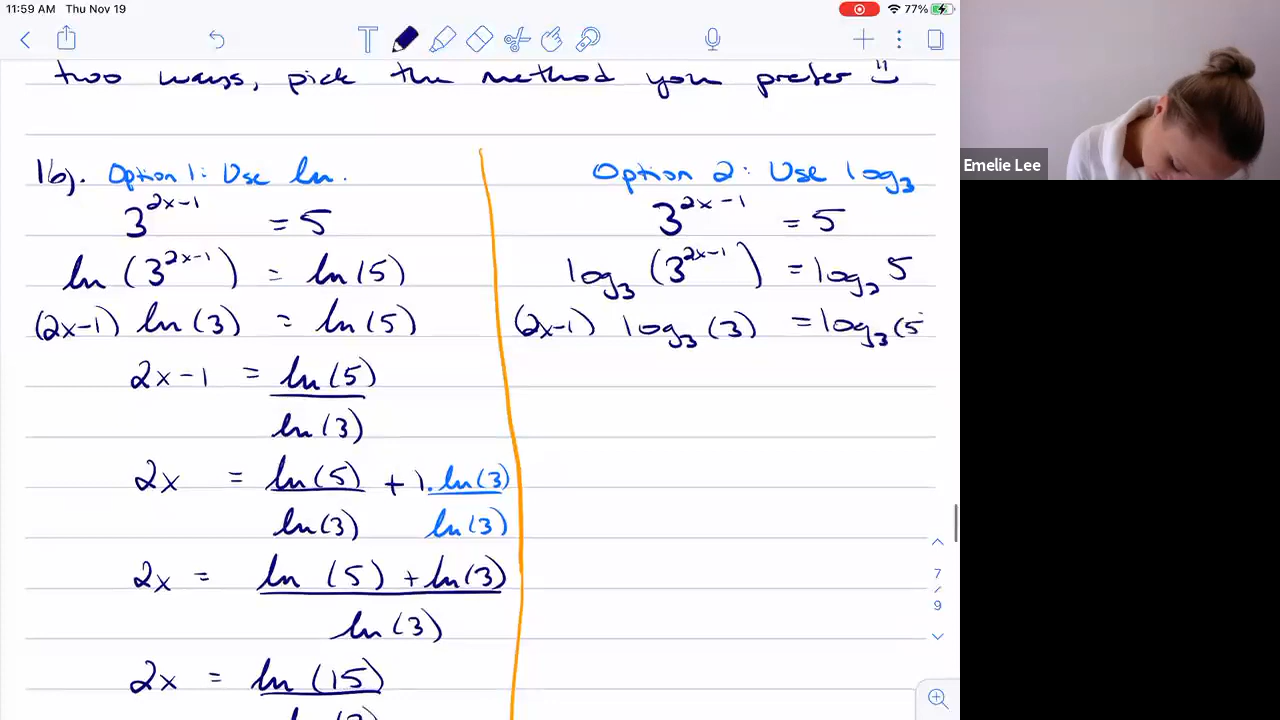 11:59 AM Thu Nov 19
77%
two ways, pick the method you prefer
Emelie Lee
16). Option 1: Use ln.
3^(2x-1) = 5
ln (3^(2x-1)) = ln(5)
(2x-1) ln(3) = ln(5)
2x-1 = ln(5)
ln(3)
2x = ln(5) + 1 · ln(3)
ln(3) ln(3)
2x = ln (5) + ln(3)
ln(3)
2x = ln(15)
Option 2: Use log₃
3^(2x-1) = 5
log₃ (3^(2x-1)) = log₃ 5
(2x-1) log₃ (3) = log₃ (5
7
/
9